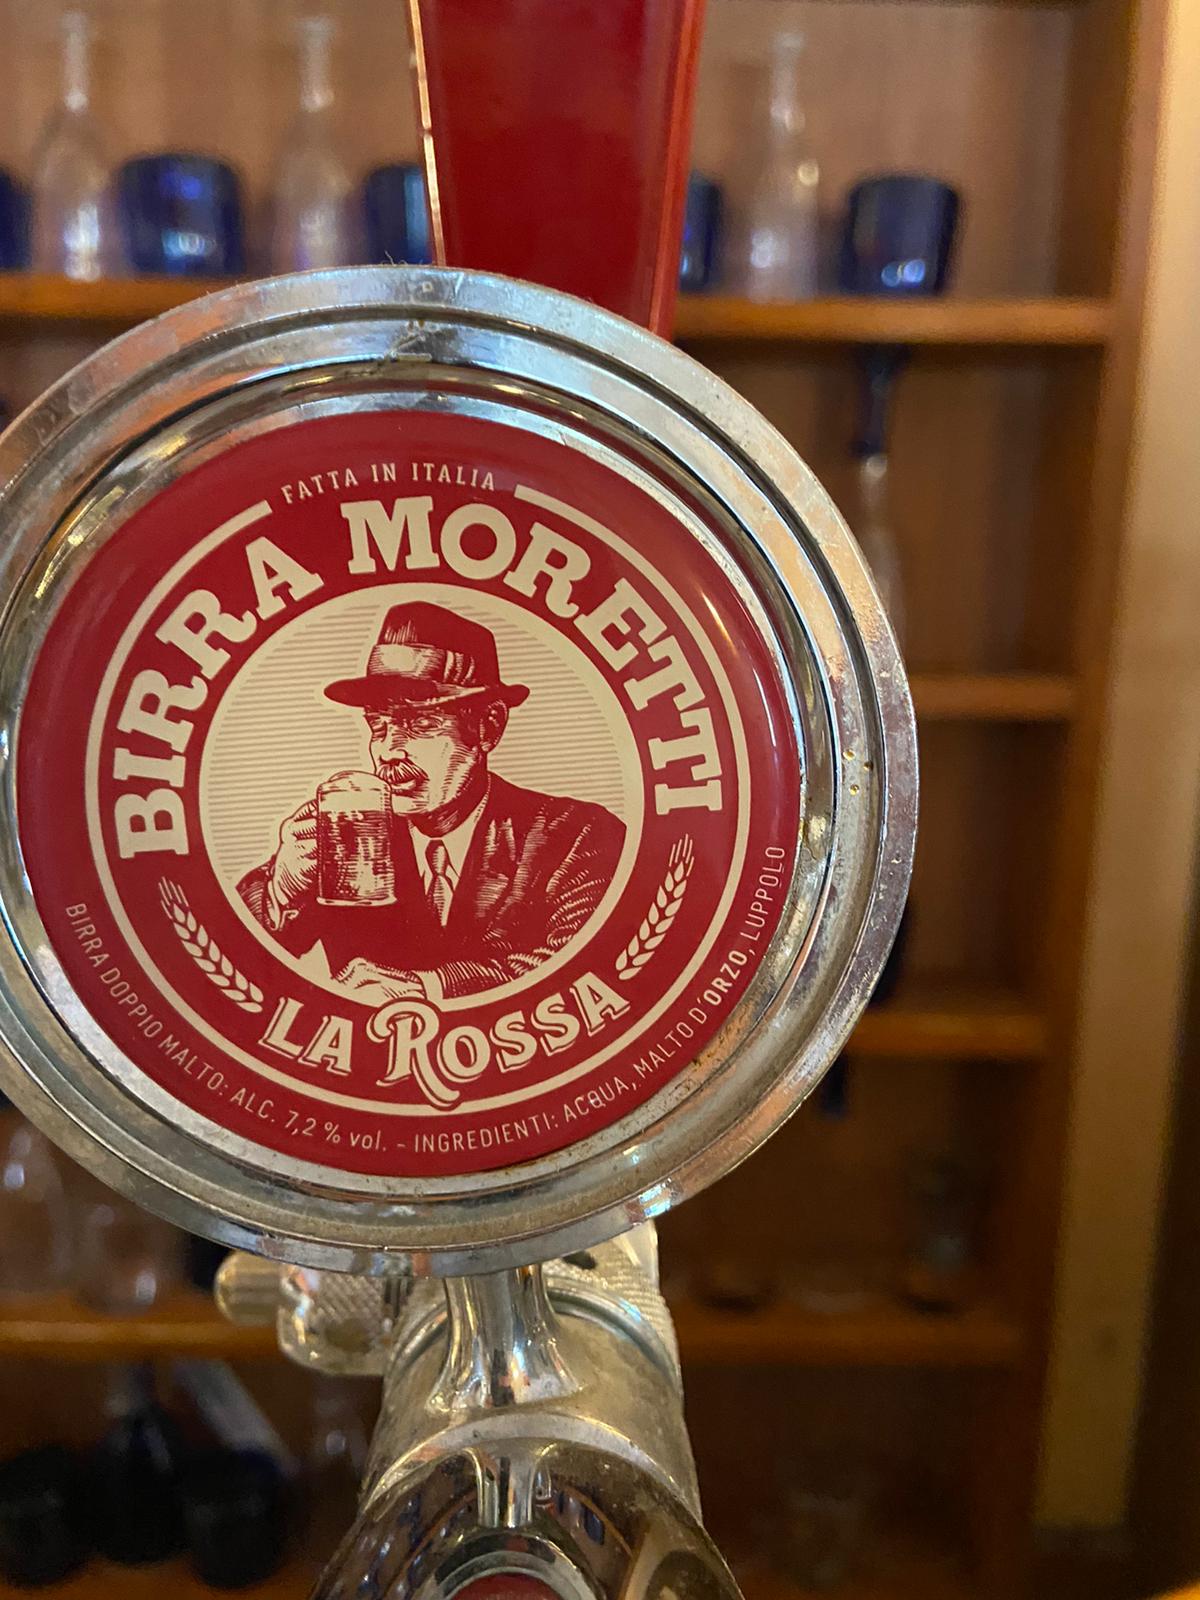 FATTA IN ITALIA
BIRRA MORETTI
LA ROSSA
BIRRA DOPPIO MALTO: ALC. 7,2 % vol. - INGREDIENTI: ACQUA, MALTO D'ORZO, LUPPOLO